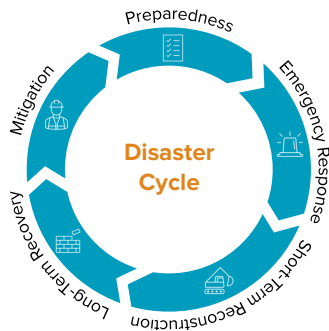 Preparedness
Emergency Response
Short-Term Reconstruction
Long-Term Recovery
Mitigation
Disaster
Cycle